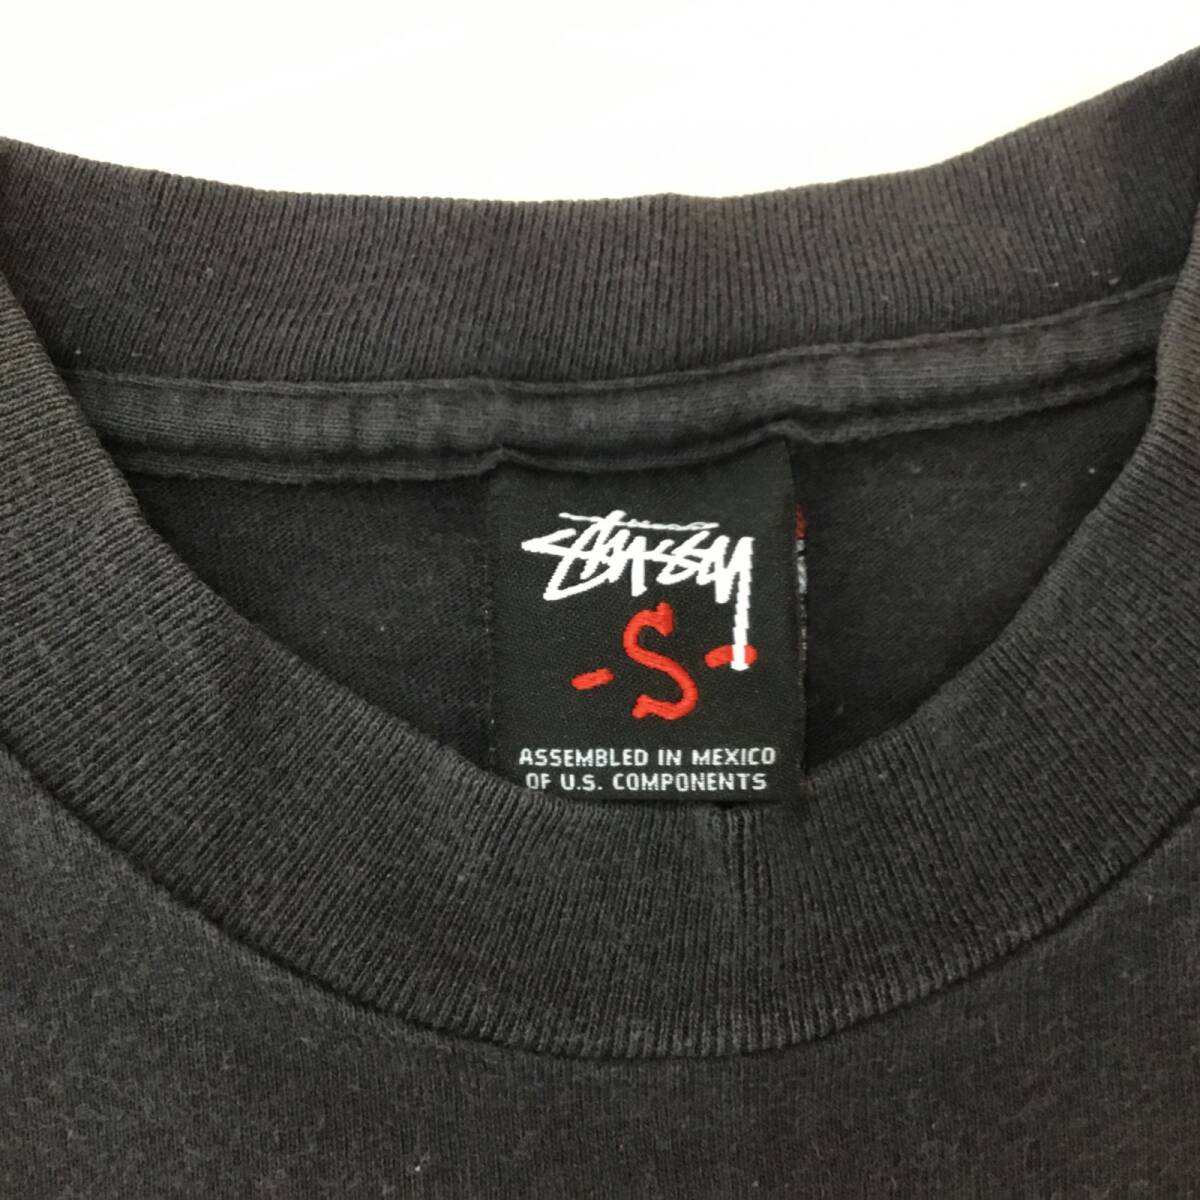 STUSSY
-S-
ASSEMBLED IN MEXICO
OF U.S. COMPONENTS